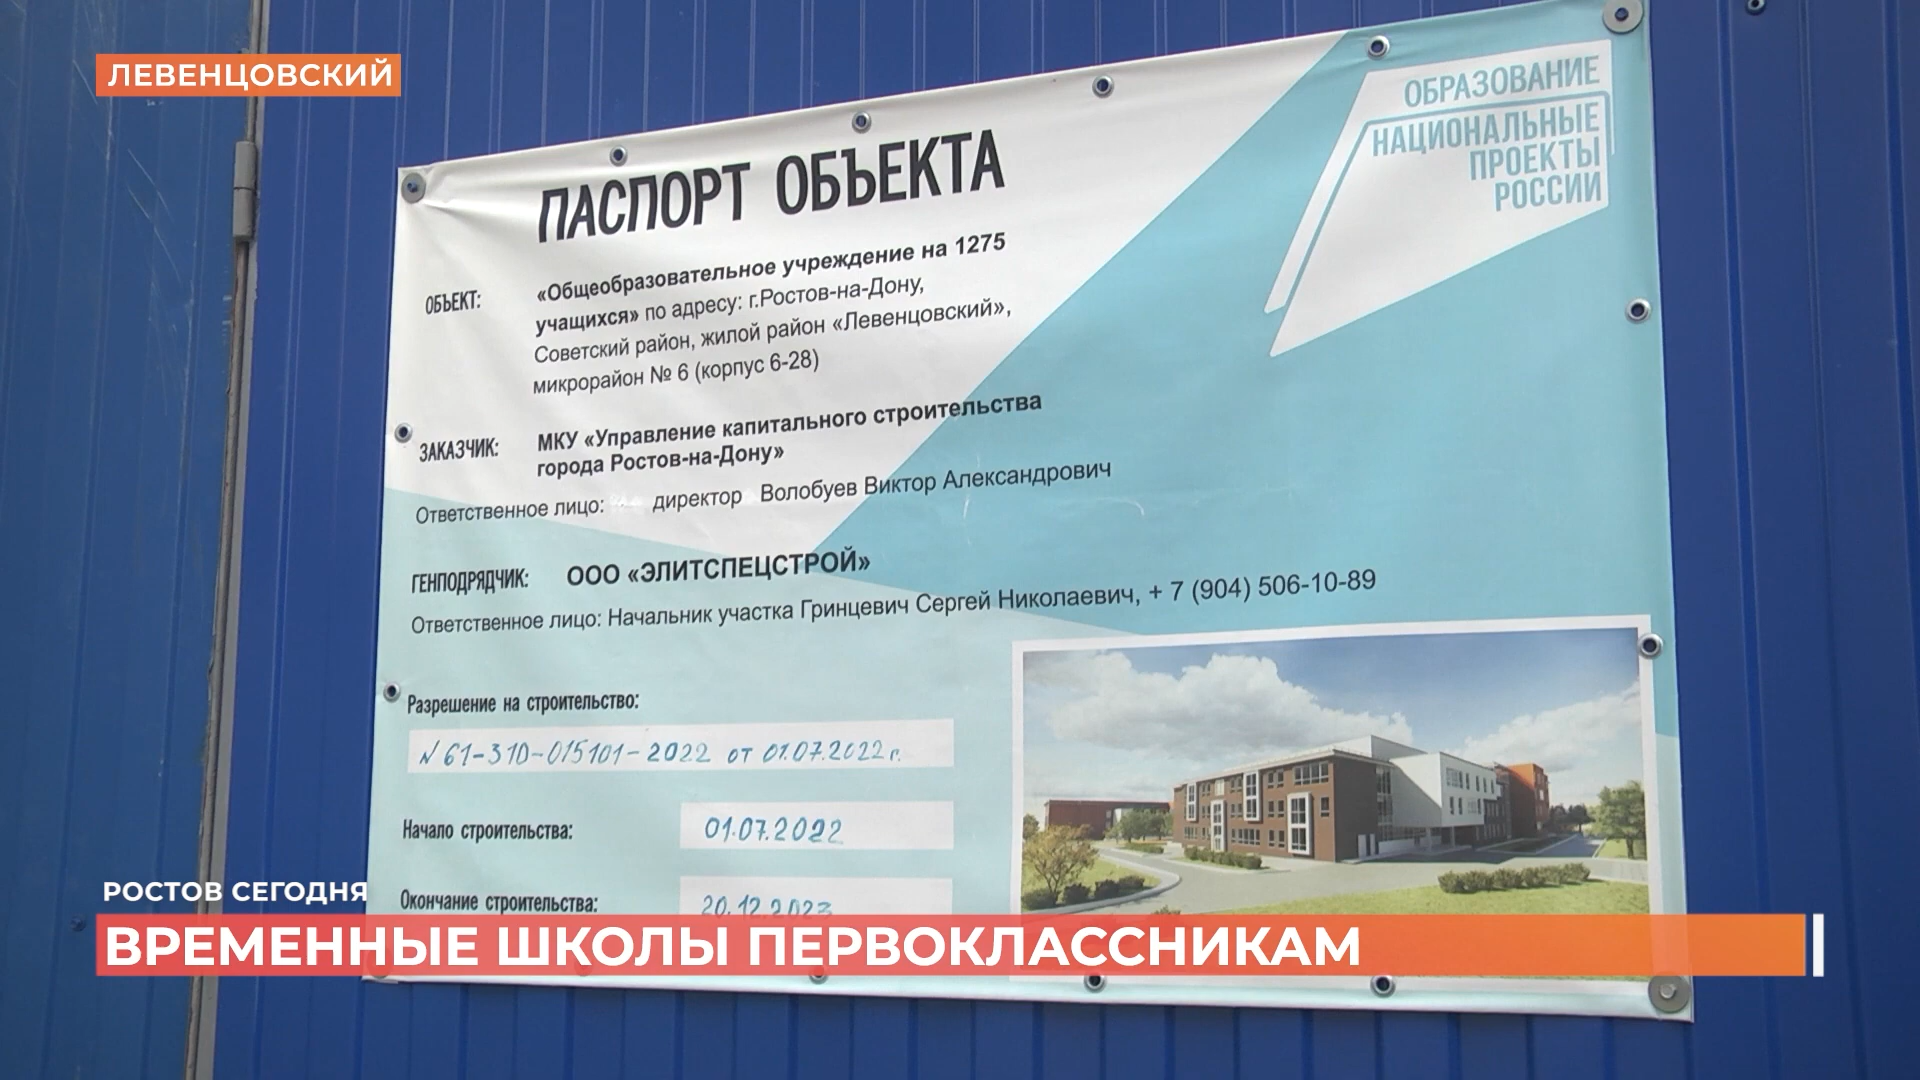 ЛЕВЕНЦОВСКИЙ
ОБРАЗОВАНИЕ
НАЦИОНАЛЬНЫЕ
ПРОЕКТЫ
РОССИИ
ПАСПОРТ ОБЪЕКТА
ОБЪЕКТ: «Общеобразовательное учреждение на 1275
учащихся» по адресу: г.Ростов-на-Дону,
Советский район, жилой район «Левенцовский»,
микрорайон № 6 (корпус 6-28)
ЗАКАЗЧИК: МКУ «Управление капитального строительства
города Ростов-на-Дону»
Ответственное лицо: директор Волобуев Виктор Александрович
ГЕНПОДРЯДЧИК: ООО «ЭЛИТСПЕЦСТРОЙ»
Ответственное лицо: Начальник участка Гринцевич Сергей Николаевич, + 7 (904) 506-10-89
Разрешение на строительство:
№ 61-310-015101-2022 от 01.07.2022 г.
Начало строительства: 01.07.2022
Окончание строительства: 20.12.2023
РОСТОВ СЕГОДНЯ
ВРЕМЕННЫЕ ШКОЛЫ ПЕРВОКЛАССНИКАМ